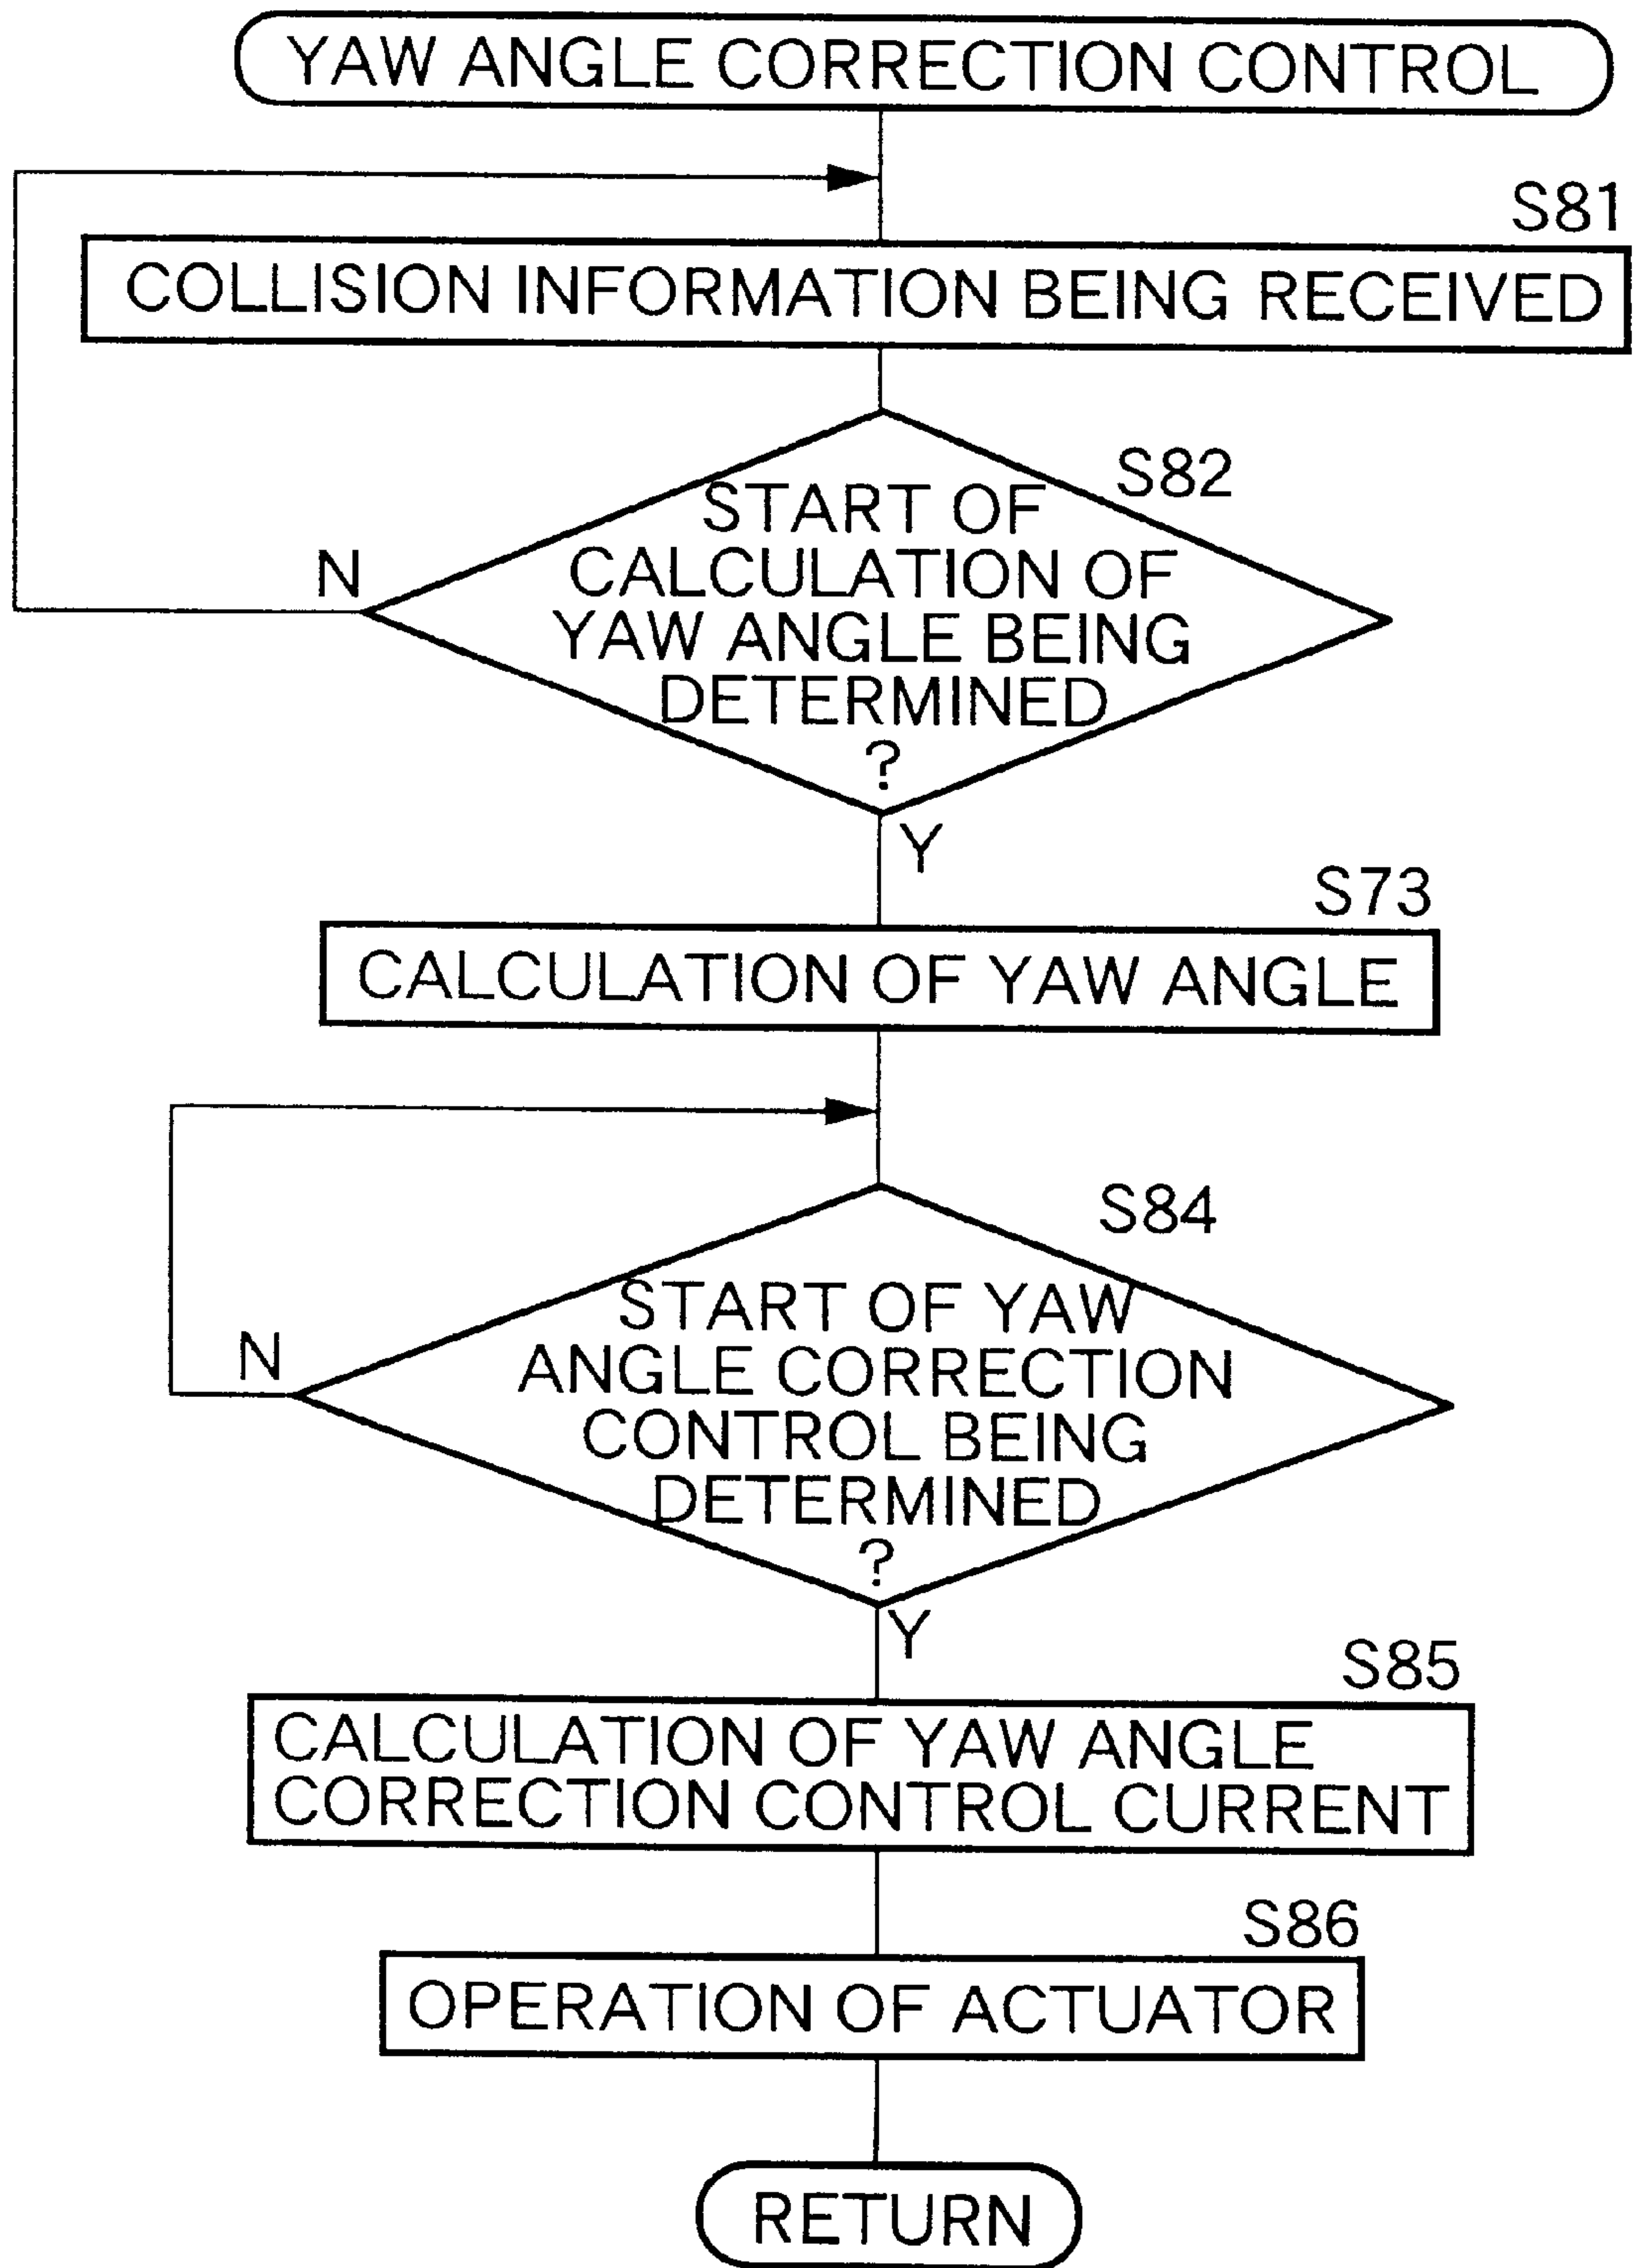 YAW ANGLE CORRECTION CONTROL
S81
COLLISION INFORMATION BEING RECEIVED
S82
START OF
CALCULATION OF
YAW ANGLE BEING
DETERMINED
?
N
Y
S73
CALCULATION OF YAW ANGLE
S84
START OF YAW
ANGLE CORRECTION
CONTROL BEING
DETERMINED
?
N
Y
S85
CALCULATION OF YAW ANGLE
CORRECTION CONTROL CURRENT
S86
OPERATION OF ACTUATOR
RETURN